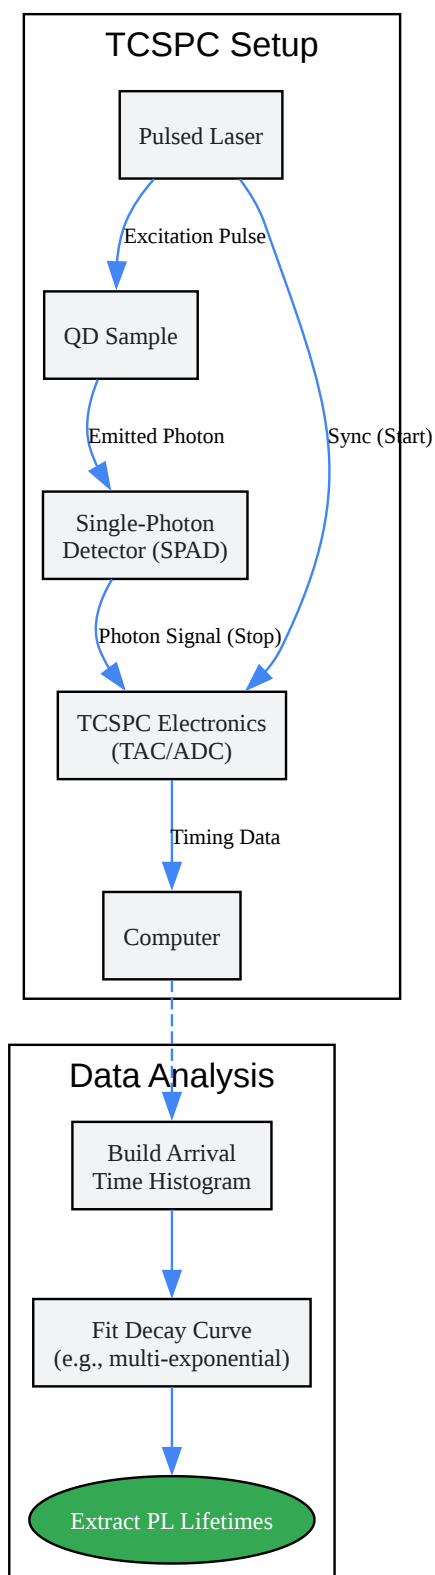 TCSPC Setup
Pulsed Laser
Excitation Pulse
QD Sample
Emitted Photon
Sync (Start)
Single-Photon
Detector (SPAD)
Photon Signal (Stop)
TCSPC Electronics
(TAC/ADC)
Timing Data
Computer
Data Analysis
Build Arrival
Time Histogram
Fit Decay Curve
(e.g., multi-exponential)
Extract PL Lifetimes